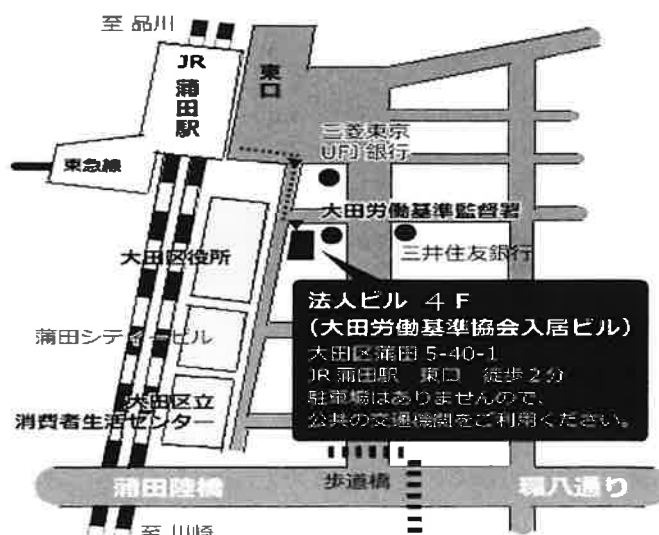 至 品川
JR
蒲田駅
東口
東急線
三菱東京
UFJ 銀行
大田労働基準監督署
大田区役所
三井住友銀行
法人ビル 4F
(大田労働基準協会入居ビル)
大田区蒲田 5-40-1
JR 蒲田駅 東口 徒歩2分
駐車場はありませんので、
公共の交通機関をご利用ください。
蒲田シティービル
大田区立
消費者生活センター
歩道橋
蒲田陸橋
環八通り
至 川崎